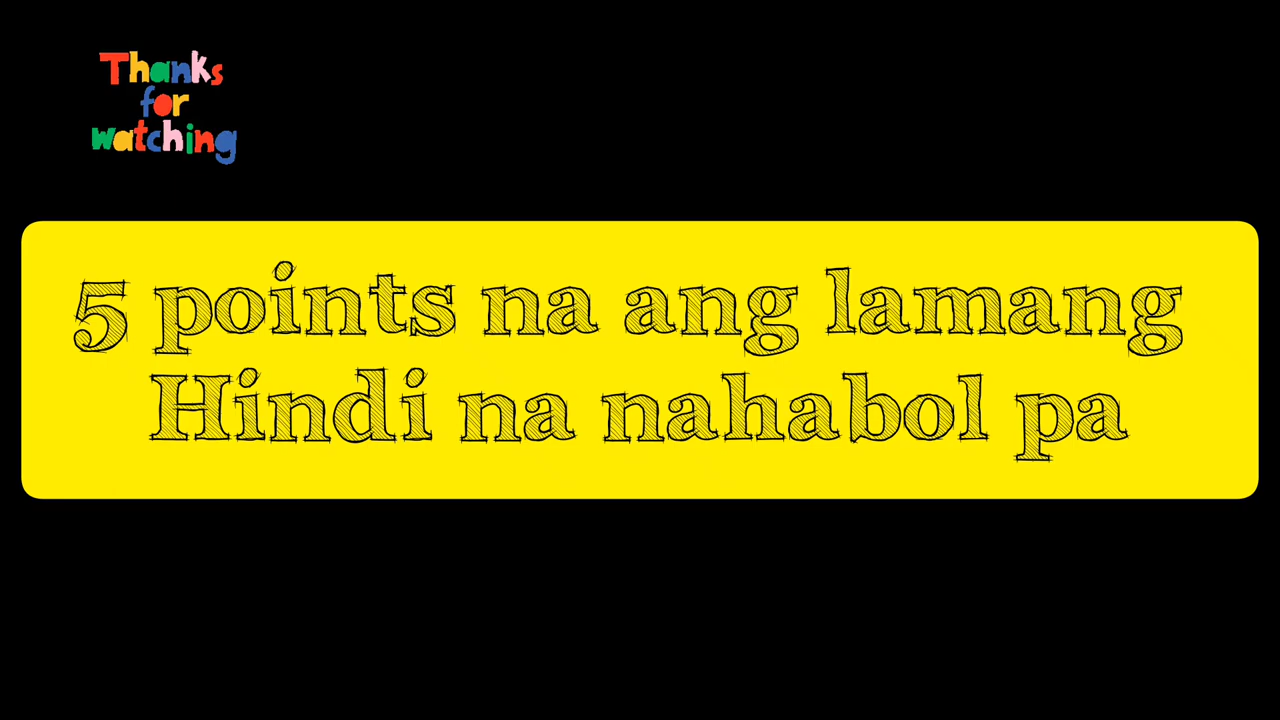 Thanks
for
watching
5 points na ang lamang
Hindi na nahabol pa